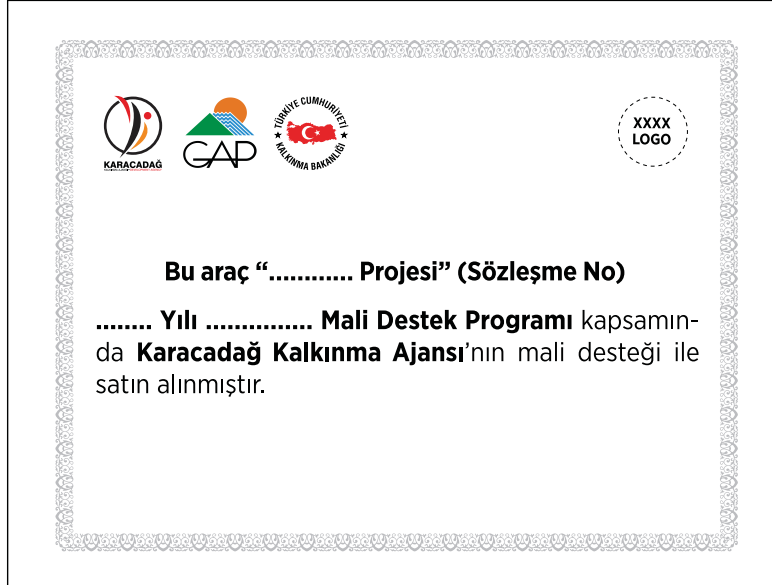 KARACADAĞ
GAP
TÜRKİYE CUMHURİYETİ
KALKINMA BAKANLIĞI
XXXX
LOGO
Bu araç “............ Projesi” (Sözleşme No)
........ Yılı ............... Mali Destek Programı kapsamın-
da Karacadağ Kalkınma Ajansı’nın mali desteği ile
satın alınmıştır.